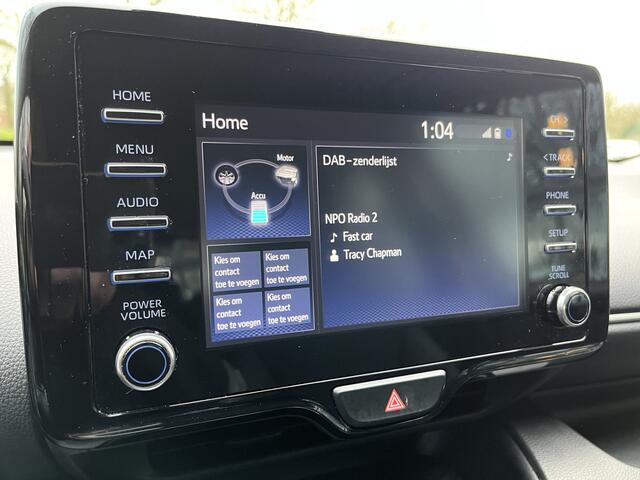 HOME
MENU
AUDIO
MAP
POWER
VOLUME
Home
1:04
Motor
Accu
DAB-zenderlijst
NPO Radio 2
Fast car
Tracy Chapman
Kies om
contact
toe te voegen
Kies om
contact
toe te voegen
Kies om
contact
toe te voegen
Kies om
contact
toe te voegen
CH >
< TRACK
PHONE
SETUP
TUNE
SCROLL